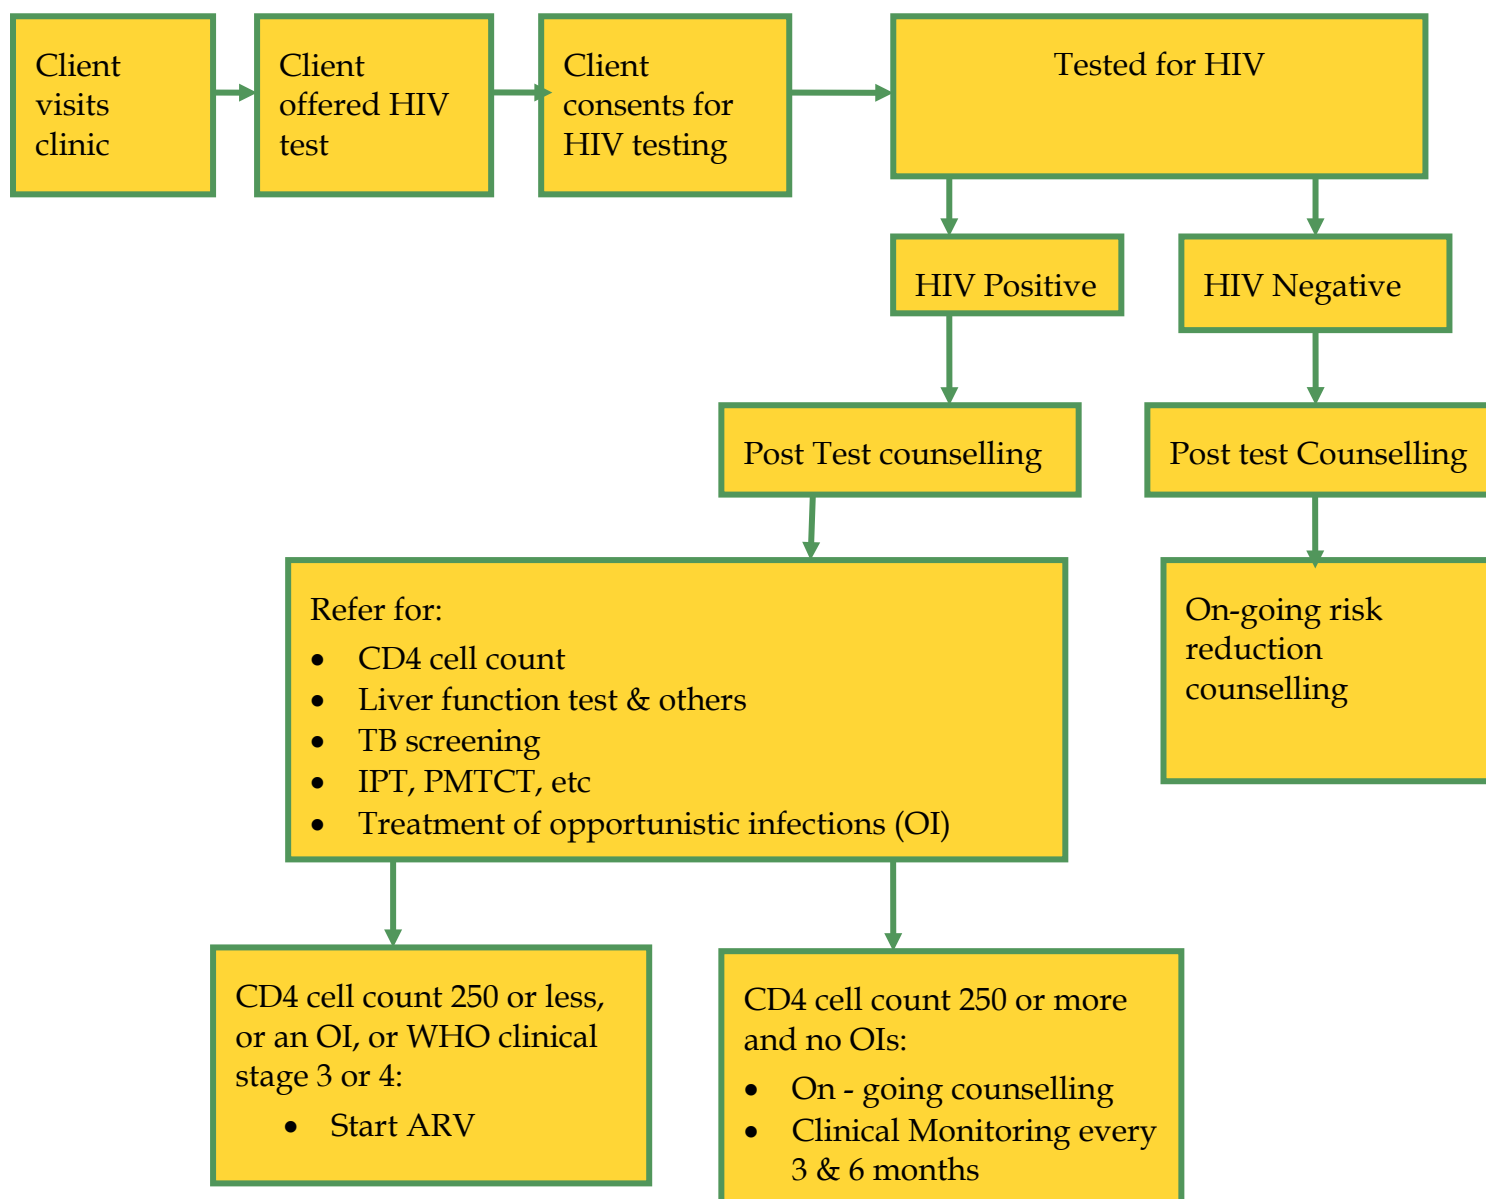 Client
visits
clinic
Client
offered HIV
test
Client
consents for
HIV testing
Tested for HIV
HIV Positive
HIV Negative
Post Test counselling
Post test Counselling
Refer for:
• CD4 cell count
• Liver function test & others
• TB screening
• IPT, PMTCT, etc
• Treatment of opportunistic infections (OI)
On-going risk
reduction
counselling
CD4 cell count 250 or less,
or an OI, or WHO clinical
stage 3 or 4:
• Start ARV
CD4 cell count 250 or more
and no OIs:
• On - going counselling
• Clinical Monitoring every
3 & 6 months